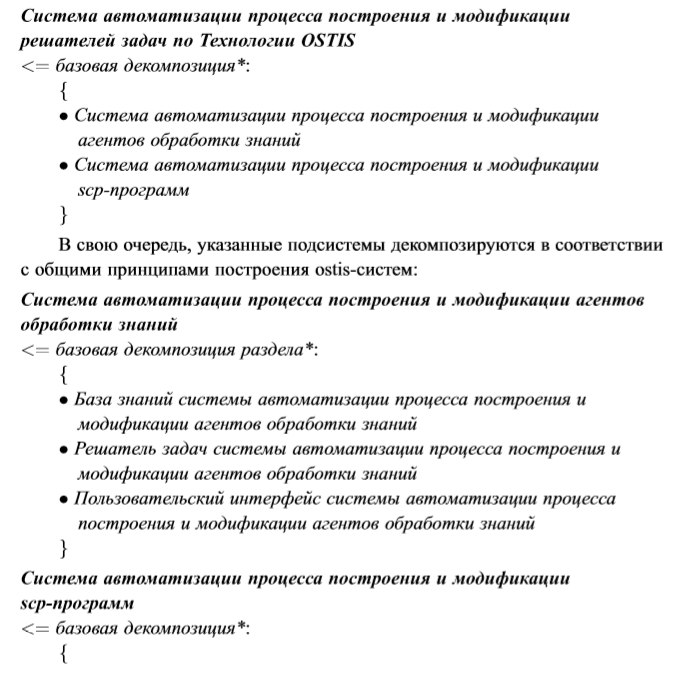 Система автоматизации процесса построения и модификации
решателей задач по Технологии OSTIS
<= базовая декомпозиция*:
{
• Система автоматизации процесса построения и модификации
агентов обработки знаний
• Система автоматизации процесса построения и модификации
scp-программ
}
В свою очередь, указанные подсистемы декомпозируются в соответствии
с общими принципами построения ostis-систем:
Система автоматизации процесса построения и модификации агентов
обработки знаний
<= базовая декомпозиция раздела*:
{
• База знаний системы автоматизации процесса построения и
модификации агентов обработки знаний
• Решатель задач системы автоматизации процесса построения и
модификации агентов обработки знаний
• Пользовательский интерфейс системы автоматизации процесса
построения и модификации агентов обработки знаний
}
Система автоматизации процесса построения и модификации
scp-программ
<= базовая декомпозиция*:
{